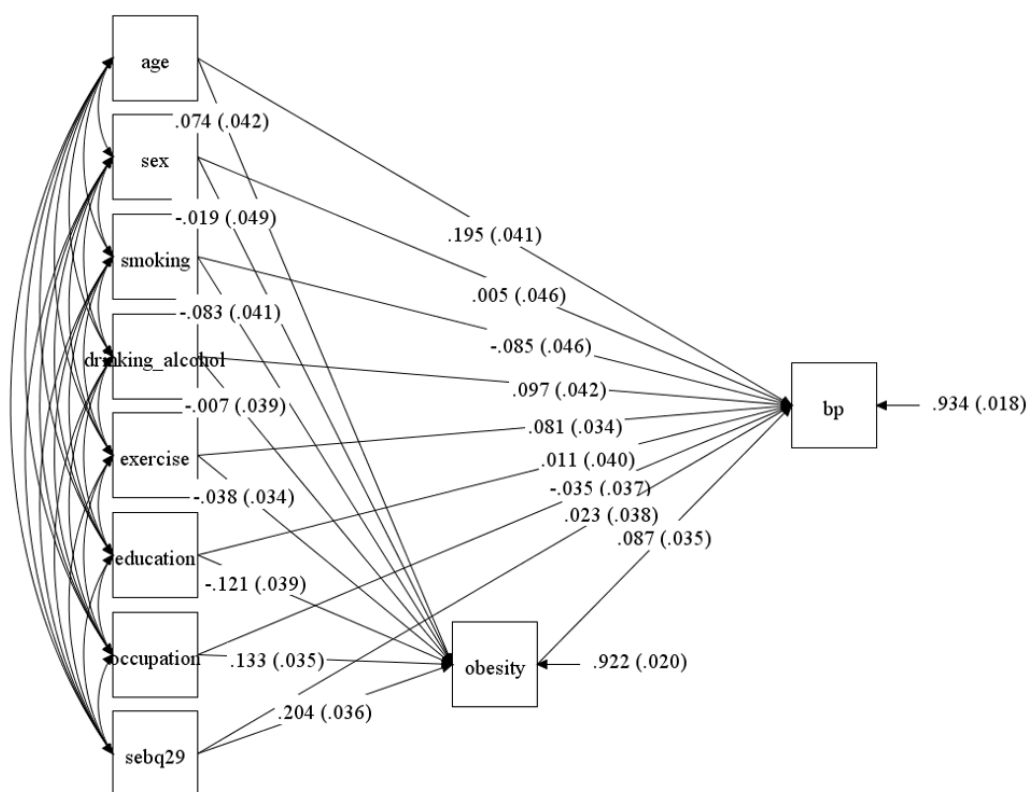 age
.074 (.042)
sex
-.019 (.049)
.195 (.041)
smoking
.005 (.046)
-.083 (.041)
-.085 (.046)
drinking_alcohol
.097 (.042)
-.007 (.039)
bp
.934 (.018)
.081 (.034)
exercise
.011 (.040)
-.038 (.034)
-.035 (.037)
.023 (.038)
.087 (.035)
education
-.121 (.039)
occupation
.133 (.035)
obesity
.922 (.020)
.204 (.036)
sebq29